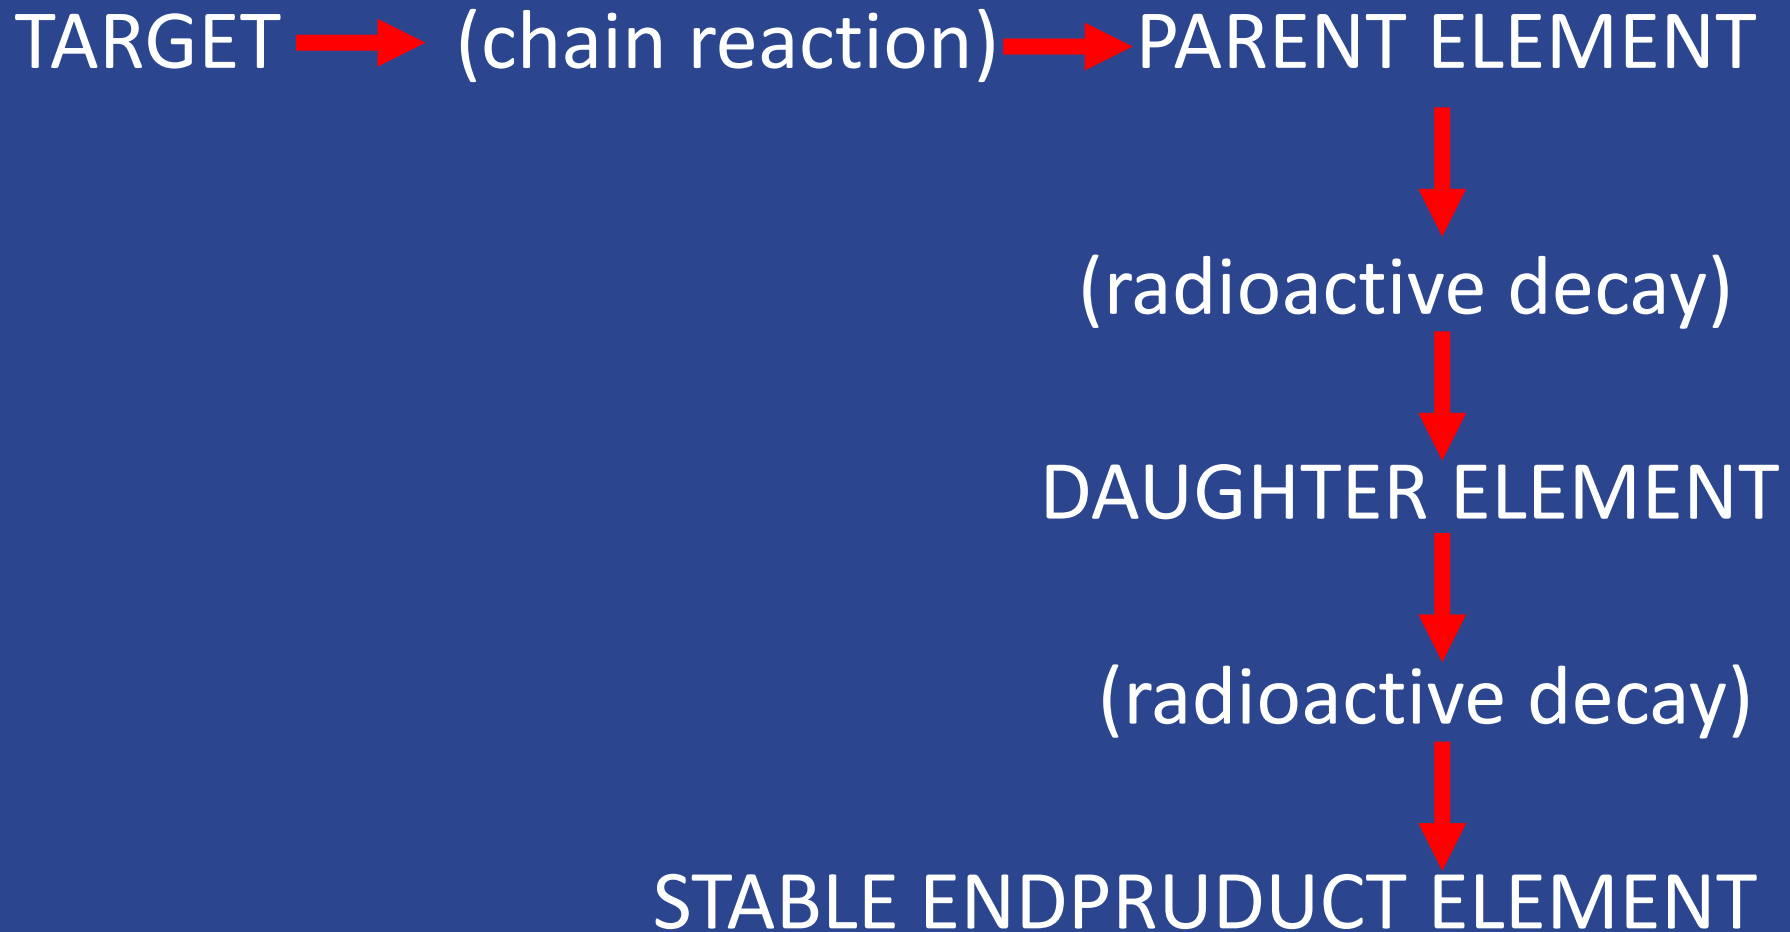 TARGET (chain reaction) PARENT ELEMENT
(radioactive decay)
DAUGHTER ELEMENT
(radioactive decay)
STABLE ENDPRUDUCT ELEMENT